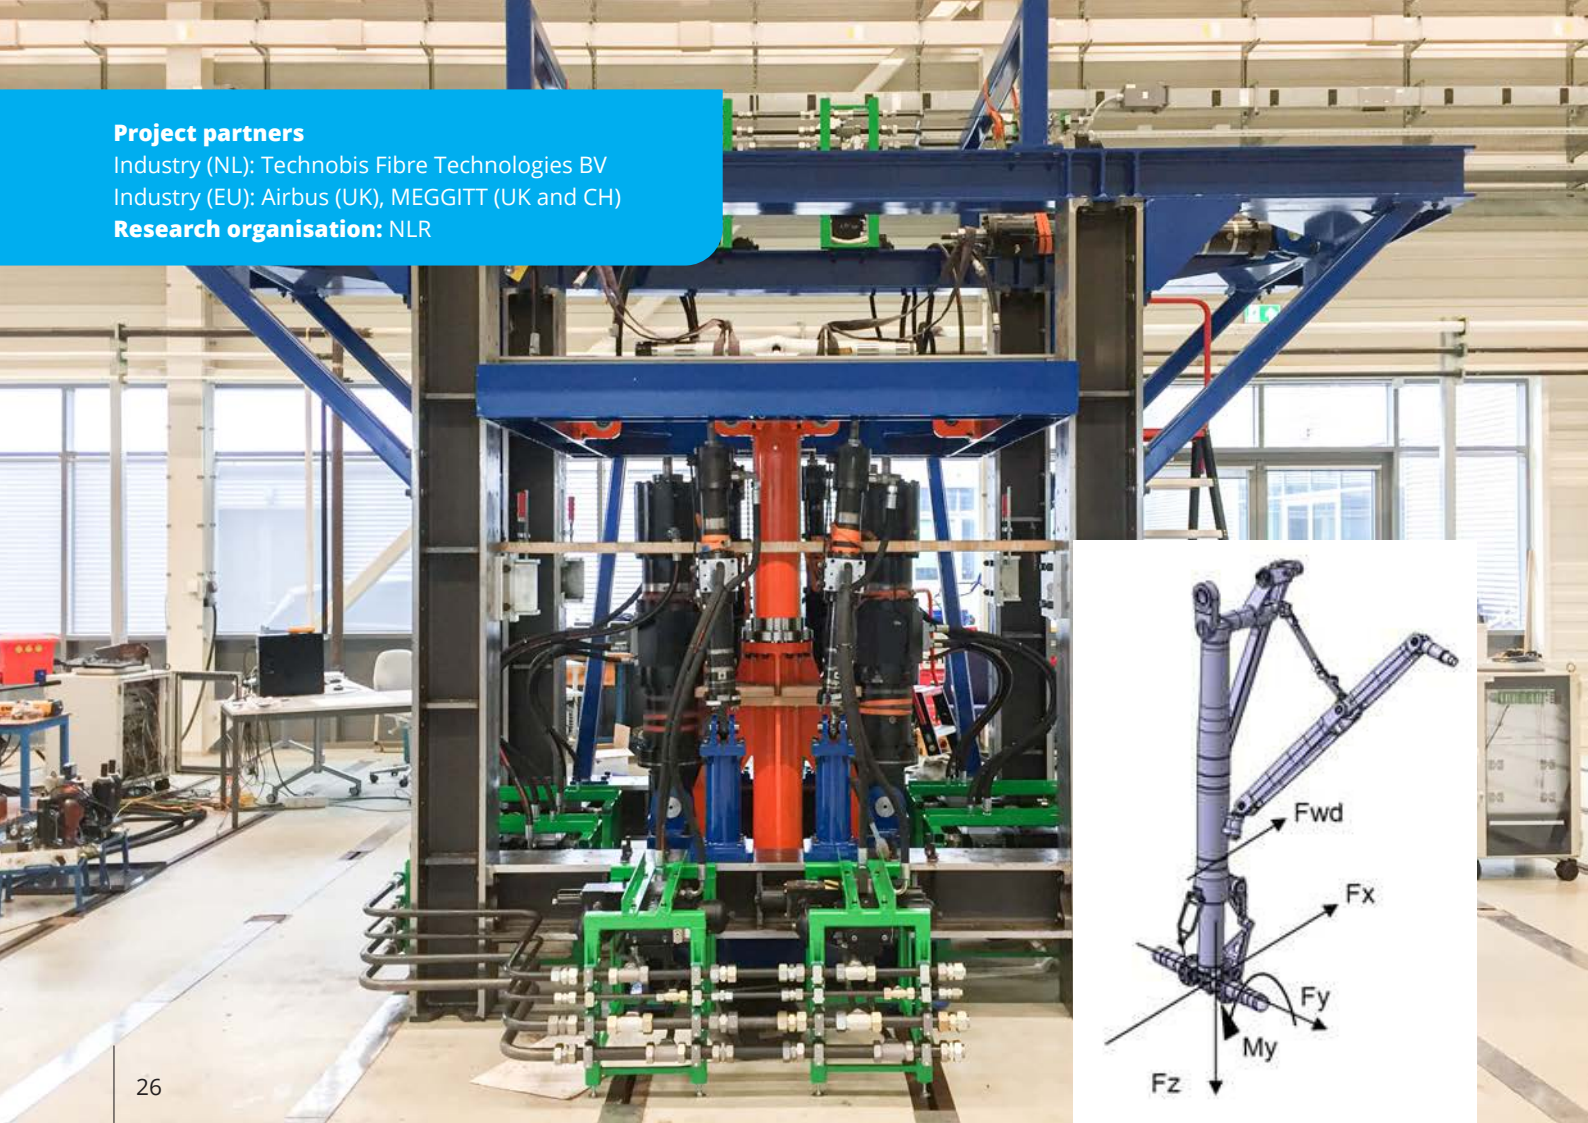 Project partners
Industry (NL): Technobis Fibre Technologies BV
Industry (EU): Airbus (UK), MEGGITT (UK and CH)
Research organisation: NLR
Fwd
Fx
Fy
My
Fz
26